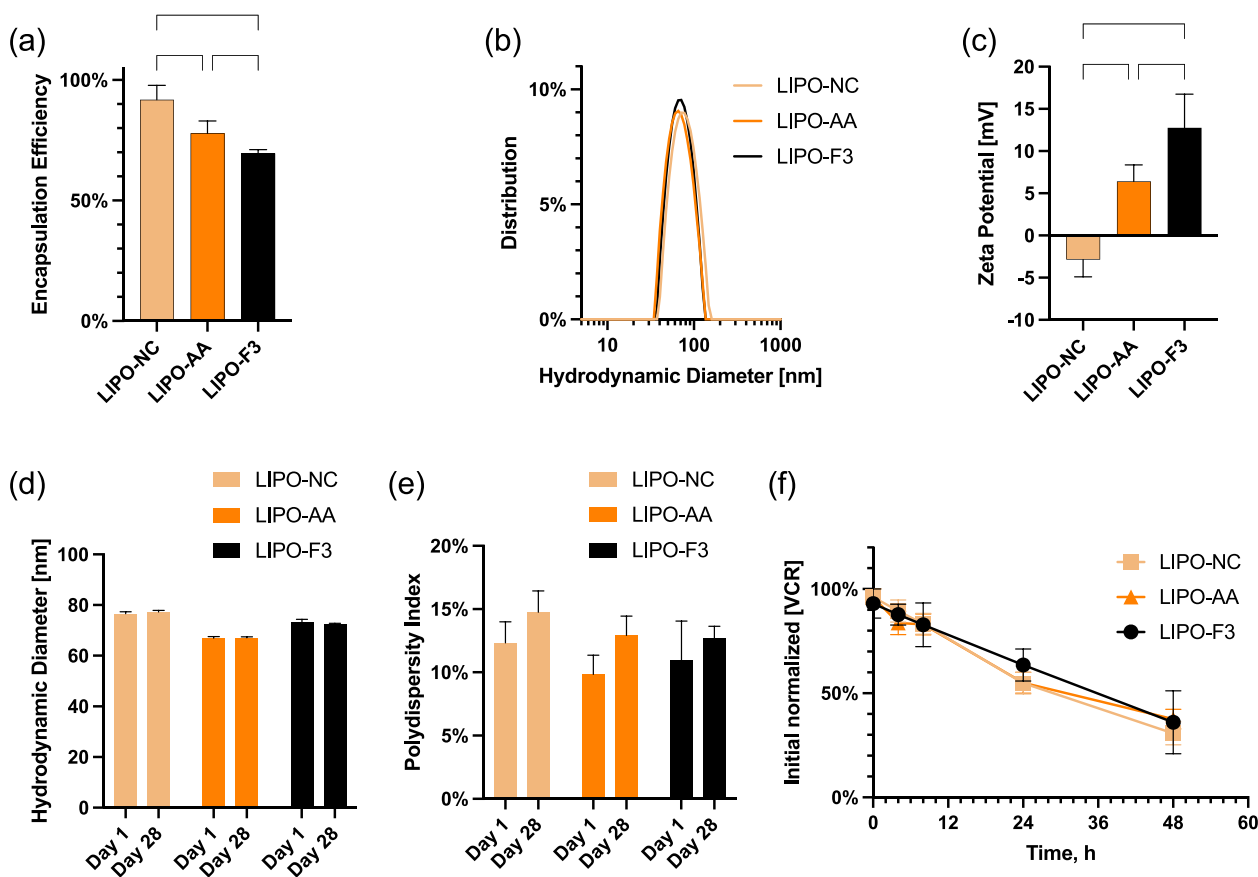 (a)
Encapsulation Efficiency
100%
50%
0%
LIPO-NC
LIPO-AA
LIPO-F3
(b)
Distribution
10%
5%
0%
10
100
1000
Hydrodynamic Diameter [nm]
LIPO-NC
LIPO-AA
LIPO-F3
(c)
Zeta Potential [mV]
20
15
10
5
0
-5
-10
LIPO-NC
LIPO-AA
LIPO-F3
(d)
LIPO-NC
LIPO-AA
LIPO-F3
Hydrodynamic Diameter [nm]
100
80
60
40
20
0
Day 1
Day 28
Day 1
Day 28
Day 1
Day 28
(e)
LIPO-NC
LIPO-AA
LIPO-F3
Polydispersity Index
20%
15%
10%
5%
0%
Day 1
Day 28
Day 1
Day 28
Day 1
Day 28
(f)
LIPO-NC
LIPO-AA
LIPO-F3
Initial normalized [VCR]
100%
50%
0%
0
12
24
36
48
60
Time, h